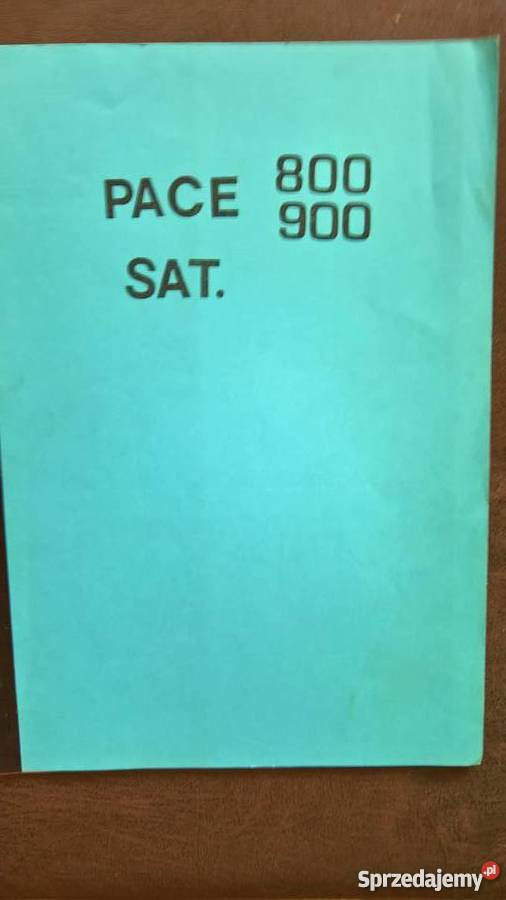 PACE 800
900
SAT.
Sprzedajemy.pl